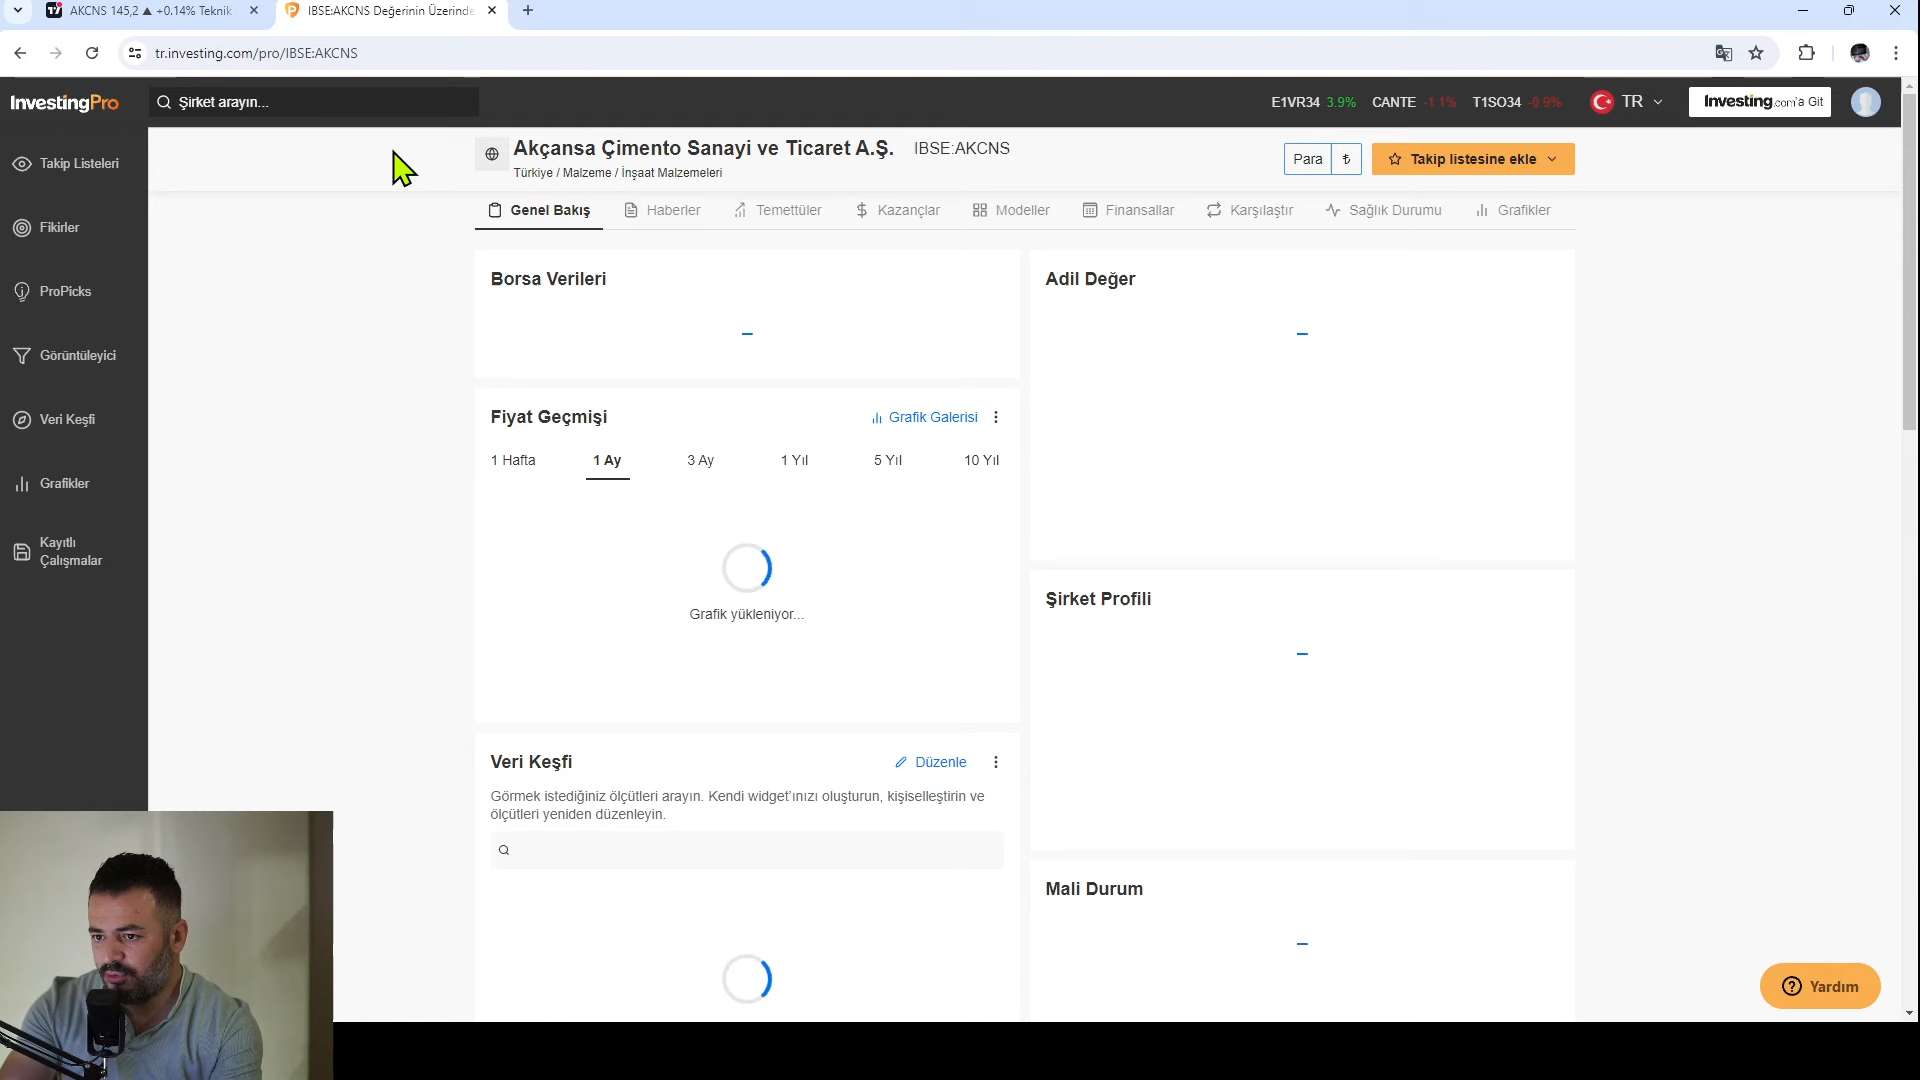 AKCNS 145,2 ▲ +0.14% Teknik
IBSE:AKCNS Değerinin Üzerinde
tr.investing.com/pro/IBSE:AKCNS
InvestingPro
Şirket arayın...
E1VR34 3.9% CANTE -1.1% T1SO34 -0.9%
TR
Investing.com'a Git
Takip Listeleri
Fikirler
ProPicks
Görüntüleyici
Veri Keşfi
Grafikler
Kayıtlı
Çalışmalar
Akçansa Çimento Sanayi ve Ticaret A.Ş. IBSE:AKCNS
Türkiye / Malzeme / İnşaat Malzemeleri
Para ₺
Takip listesine ekle
Genel Bakış Haberler Temettüler Kazançlar Modeller Finansallar Karşılaştır Sağlık Durumu Grafikler
Borsa Verileri
Fiyat Geçmişi
Grafik Galerisi
1 Hafta 1 Ay 3 Ay 1 Yıl 5 Yıl 10 Yıl
Grafik yükleniyor...
Veri Keşfi
Düzenle
Görmek istediğiniz ölçütleri arayın. Kendi widget'ınızı oluşturun, kişiselleştirin ve
ölçütleri yeniden düzenleyin.
Adil Değer
Şirket Profili
Mali Durum
Yardım